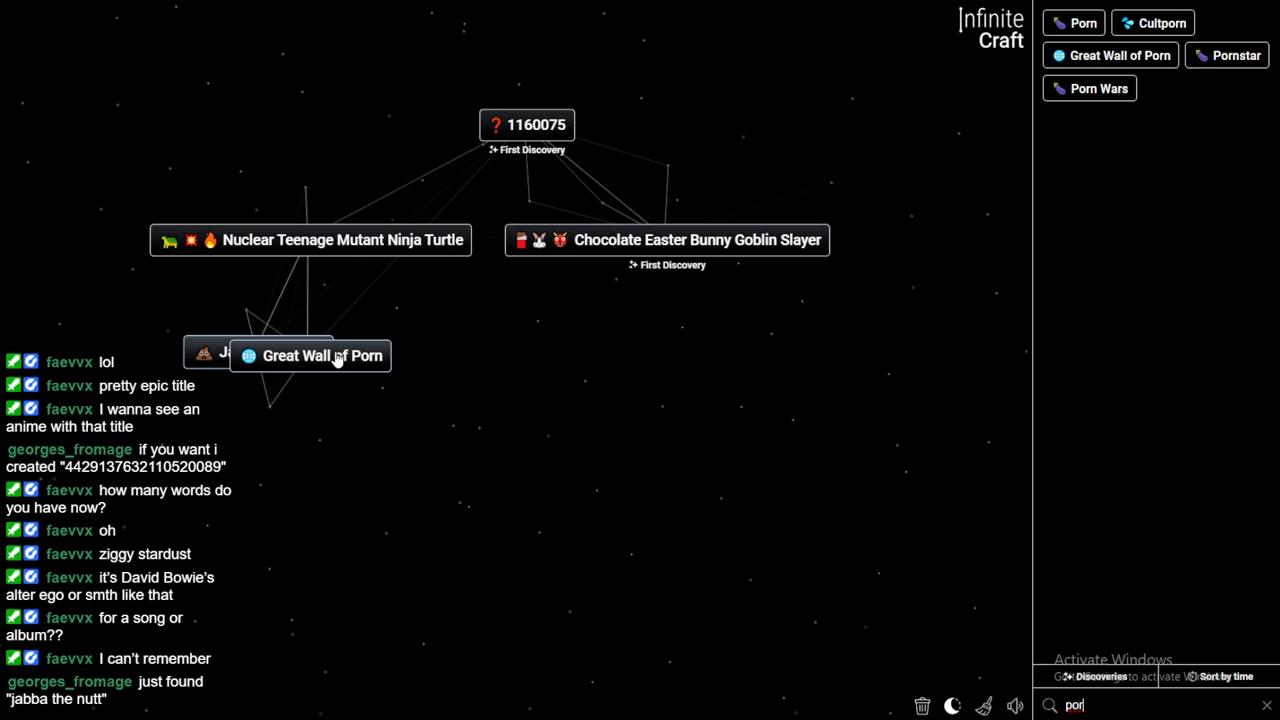 Infinite
Craft
Porn
Cultporn
Great Wall of Porn
Pornstar
Porn Wars
1160075
First Discovery
Nuclear Teenage Mutant Ninja Turtle
Chocolate Easter Bunny Goblin Slayer
First Discovery
Great Wall of Porn
faevvx lol
faevvx pretty epic title
faevvx I wanna see an
anime with that title
georges_fromage if you want i
created "4429137632110520089"
faevvx how many words do
you have now?
faevvx oh
faevvx ziggy stardust
faevvx it's David Bowie's
alter ego or smth like that
faevvx for a song or
album??
faevvx I can't remember
georges_fromage just found
"jabba the nutt"
Activate Windows
Discoveries
Sort by time
por